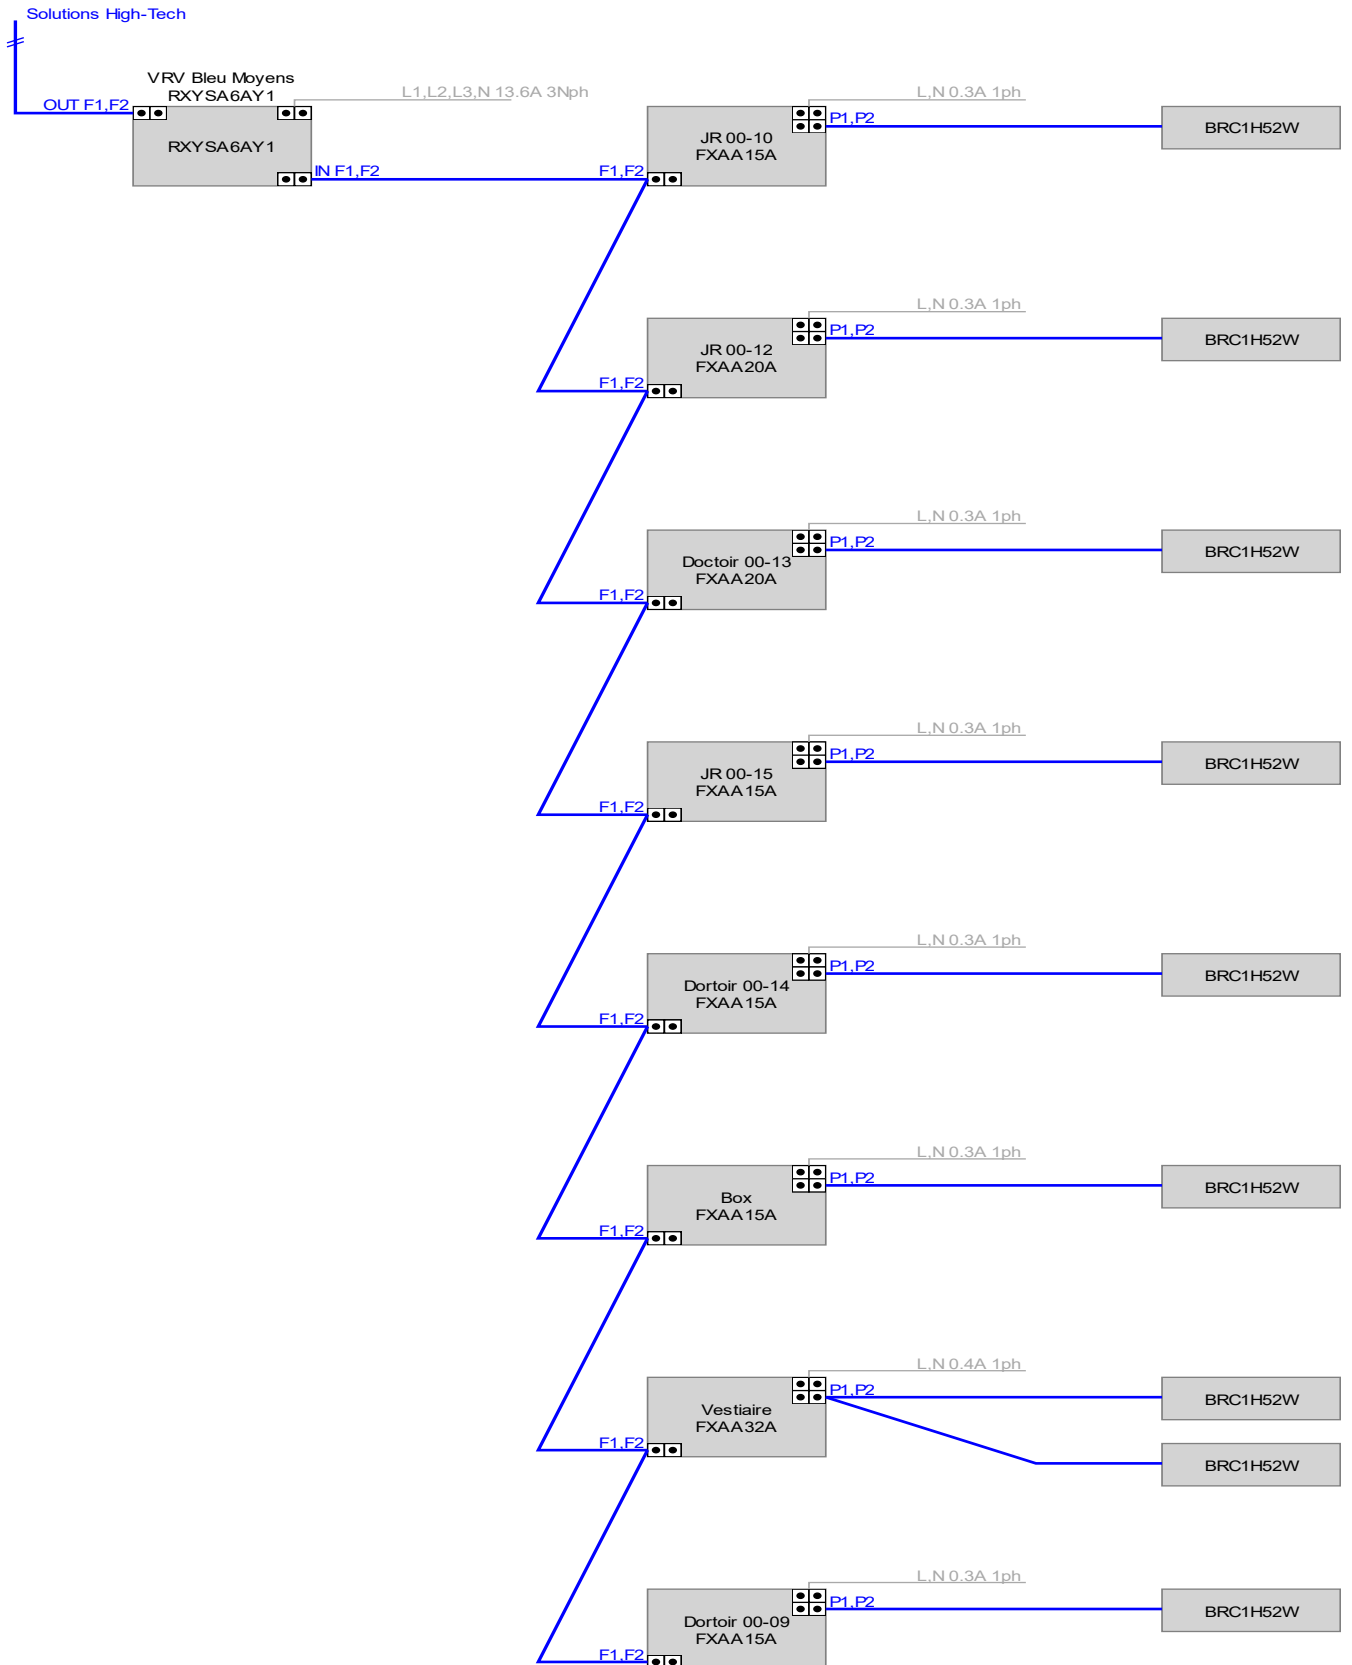 Solutions High-Tech
VRV Bleu Moyens
RXYSA6AY1
L1,L2,L3,N 13.6A 3Nph
OUT F1,F2
RXYSA6AY1
IN F1,F2
L,N 0.3A 1ph
P1,P2
JR 00-10
FXAA15A
F1,F2
BRC1H52W
L,N 0.3A 1ph
P1,P2
JR 00-12
FXAA20A
F1,F2
BRC1H52W
L,N 0.3A 1ph
P1,P2
Doctoir 00-13
FXAA20A
F1,F2
BRC1H52W
L,N 0.3A 1ph
P1,P2
JR 00-15
FXAA15A
F1,F2
BRC1H52W
L,N 0.3A 1ph
P1,P2
Dortoir 00-14
FXAA15A
F1,F2
BRC1H52W
L,N 0.3A 1ph
P1,P2
Box
FXAA15A
F1,F2
BRC1H52W
L,N 0.4A 1ph
P1,P2
Vestiaire
FXAA32A
F1,F2
BRC1H52W
BRC1H52W
L,N 0.3A 1ph
P1,P2
Dortoir 00-09
FXAA15A
F1,F2
BRC1H52W